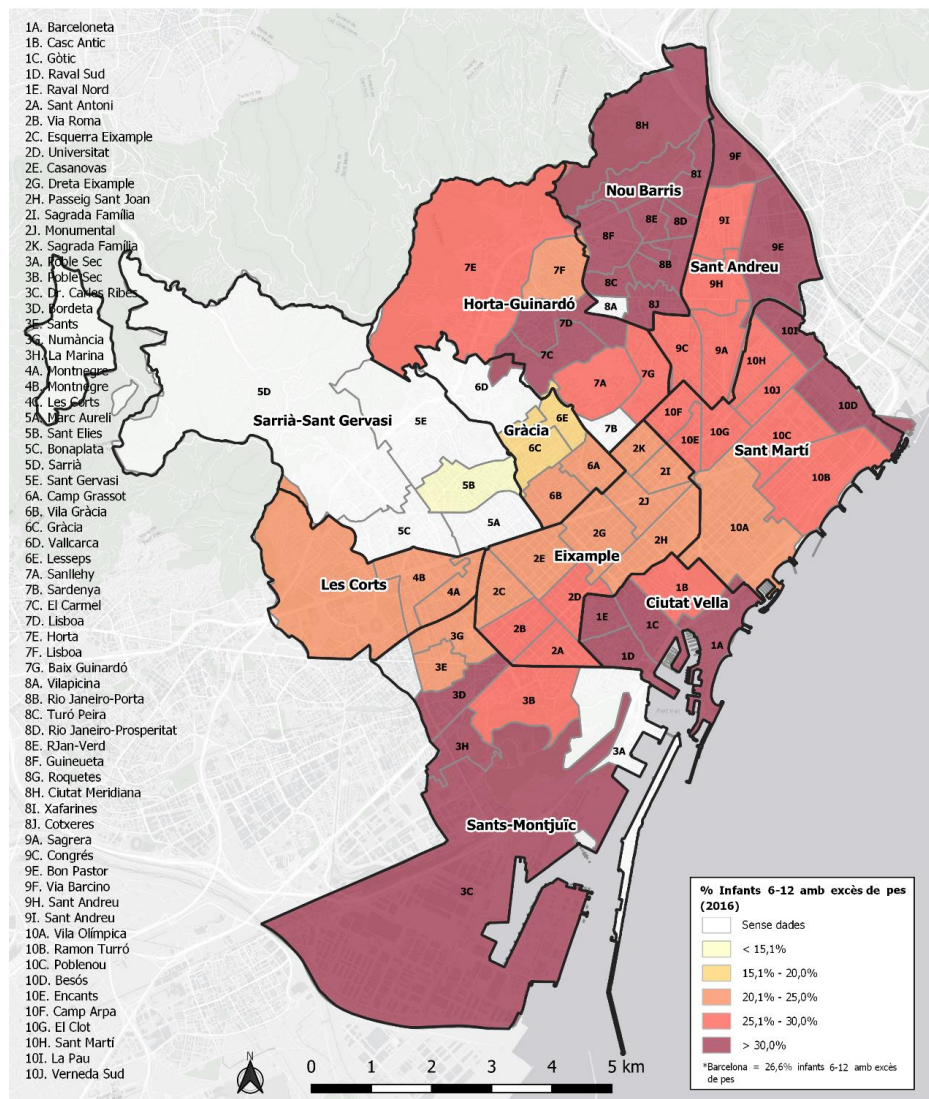 1A. Barceloneta
1B. Casc Antic
1C. Gòtic
1D. Raval Sud
1E. Raval Nord
2A. Sant Antoni
2B. Via Roma
2C. Esquerra Eixample
2D. Universitat
2E. Casanovas
2G. Dreta Eixample
2H. Passeig Sant Joan
2I. Sagrada Família
2J. Monumental
2K. Sagrada Família
3A. Poble Sec
3B. Poble Sec
3C. Dr. Carles Ribes
3D. Bordeta
3E. Sants
3G. Numància
3H. La Marina
4A. Montnegre
4B. Montnegre
4C. Les Corts
5A. Marc Aureli
5B. Sant Elies
5C. Bonaplata
5D. Sarrià
5E. Sant Gervasi
6A. Camp Grassot
6B. Vila Gràcia
6C. Gràcia
6D. Vallcarca
6E. Lesseps
7A. Sanllehy
7B. Sardenya
7C. El Carmel
7D. Lisboa
7E. Horta
7F. Lisboa
7G. Baix Guinardó
8A. Vilapicina
8B. Rio Janeiro-Porta
8C. Turó Peira
8D. Rio Janeiro-Prosperitat
8E. RJan-Verd
8F. Guineueta
8G. Roquetes
8H. Ciutat Meridiana
8I. Xafarines
8J. Cotxeres
9A. Sagrera
9C. Congrés
9E. Bon Pastor
9F. Via Barcino
9H. Sant Andreu
9I. Sant Andreu
10A. Vila Olímpica
10B. Ramon Turró
10C. Poblenou
10D. Besós
10E. Encants
10F. Camp Arpa
10G. El Clot
10H. Sant Martí
10I. La Pau
10J. Verneda Sud
8H
9F
8I
Nou Barris
8E
8D
9I
8F
9E
7E
7F
8B
Sant Andreu
8C
9H
Horta-Guinardó
8A
8J
7D
10I
7C
9C
9A
10H
5D
6D
7A
7G
10J
10D
Sarrià-Sant Gervasi
5E
Gràcia
6E
7B
10F
10E
10G
10C
6C
2K
Sant Martí
6A
2I
5B
10B
6B
2J
5C
5A
2G
10A
2E
2H
Eixample
4B
Les Corts
4A
2C
2D
1B
Ciutat Vella
1E
1C
3G
2B
1A
3E
2A
1D
3D
3B
3H
3A
Sants-Montjuïc
3C
N
0 1 2 3 4 5 km
% Infants 6-12 amb excès de pes
(2016)
Sense dades
< 15,1%
15,1% - 20,0%
20,1% - 25,0%
25,1% - 30,0%
> 30,0%
*Barcelona = 26,6% infants 6-12 amb excès
de pes